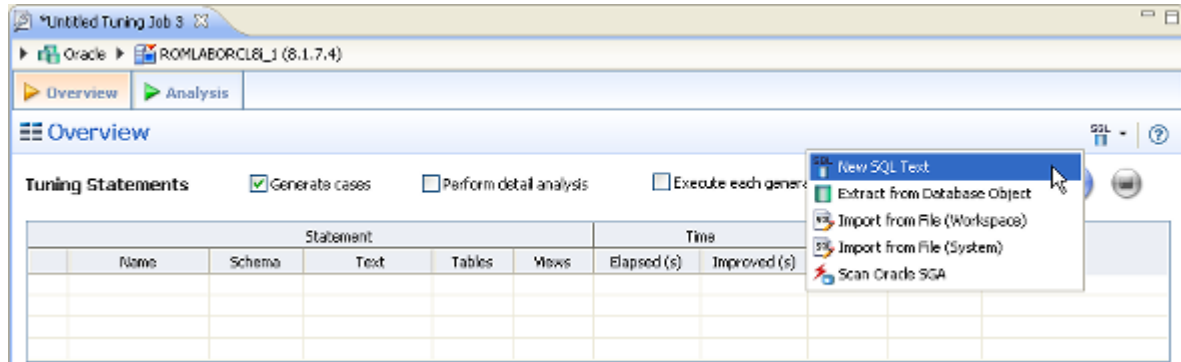 *Untitled Tuning Job 3
Oracle ROMLABORCL8i_1 (8.1.7.4)
Overview Analysis
Overview
SQL
Tuning Statements Generate cases Perform detail analysis Execute each
New SQL Text
Extract from Database Object
Import from File (Workspace)
Import from File (System)
Scan Oracle SGA
Statement Time
Name Schema Text Tables Views Elapsed (s) Improved (s)